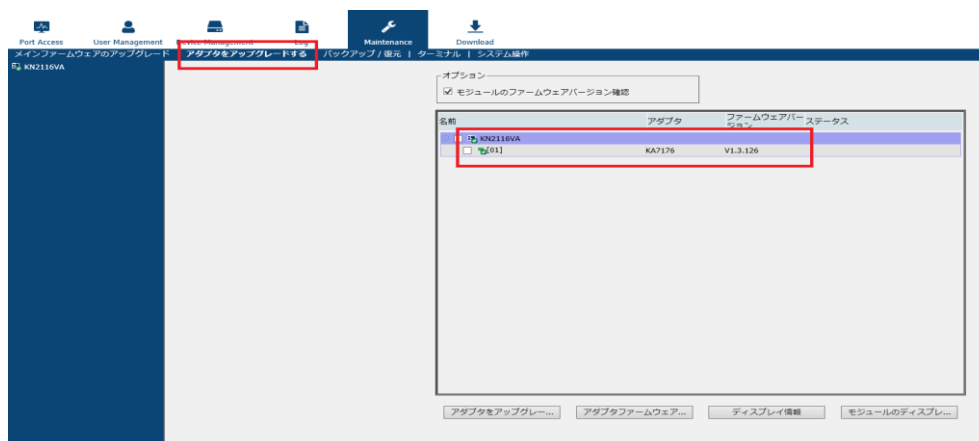 Port Access User Management Device Management Log Maintenance Download
メインファームウェアのアップグレード アダプタをアップグレードする バックアップ / 復元 | ターミナル | システム操作
KN2116VA
オプション
モジュールのファームウェアバージョン確認
名前 アダプタ ファームウェアバージョン ステータス
KN2116VA
[01] KA7176 V1.3.126
アダプタをアップグレー... アダプタファームウェア... ディスプレイ情報 モジュールのディスプレ...